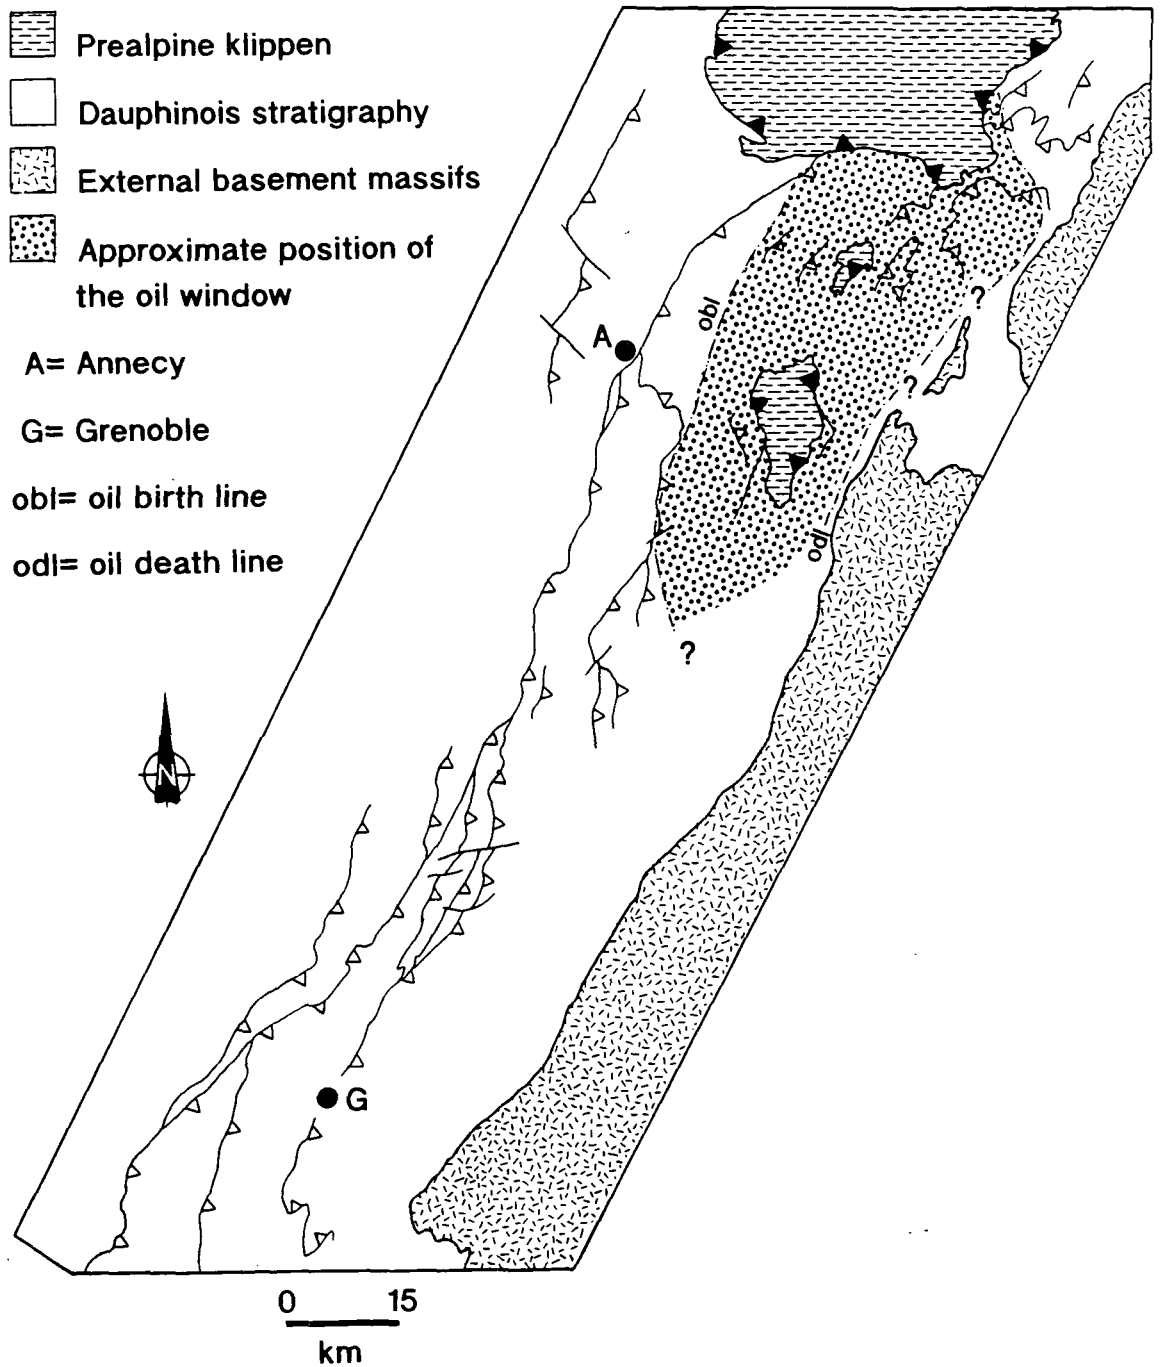 Prealpine klippen
Dauphinois stratigraphy
External basement massifs
Approximate position of
the oil window
A= Annecy
G= Grenoble
obl= oil birth line
odl= oil death line
obl
A
?
?
odl
?
N
G
0 15
km